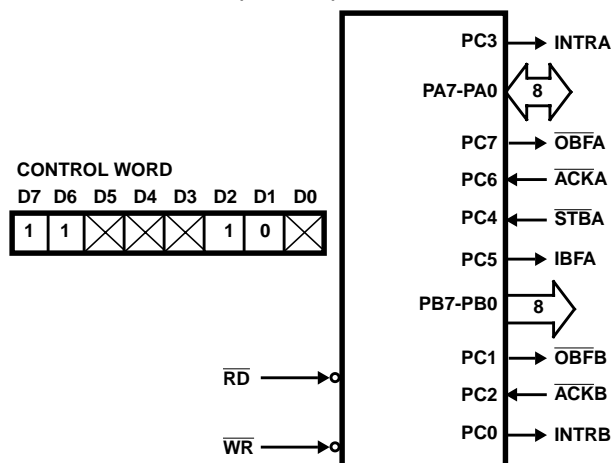 PC3 INTRA
PA7-PA0 8
PC7 OBFA
CONTROL WORD
D7 D6 D5 D4 D3 D2 D1 D0
1 1 1 0
PC6 ACKA
PC4 STBA
PC5 IBFA
PB7-PB0 8
PC1 OBFB
RD
PC2 ACKB
WR
PC0 INTRB